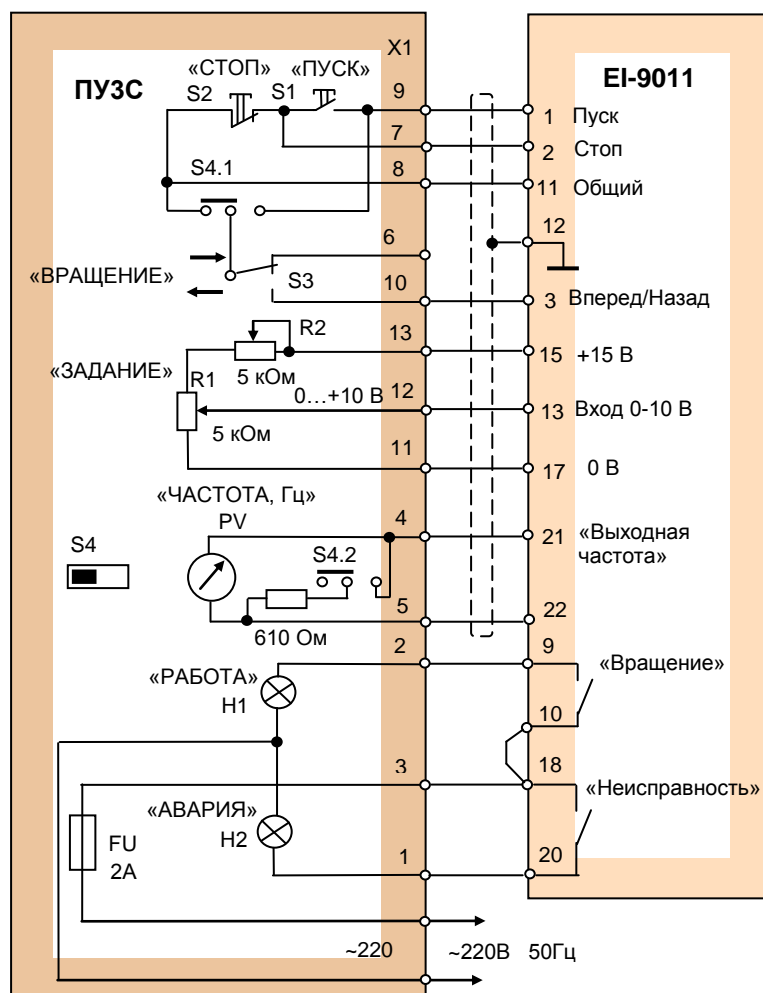 X1
ПУ3С
EI-9011
«СТОП» «ПУСК»
S2 S1 9
1 Пуск
7
2 Стоп
S4.1 8
11 Общий
12
6
«ВРАЩЕНИЕ»
S3
10
3 Вперед/Назад
R2 13
15 +15 В
«ЗАДАНИЕ»
5 кОм
R1 0…+10 В 12
13 Вход 0-10 В
5 кОм
11
17 0 В
«ЧАСТОТА, Гц»
PV 4
21 «Выходная
частота»
S4
S4.2
5
22
610 Ом
2
9
«РАБОТА»
H1
«Вращение»
10
3
18
«Неисправность»
«АВАРИЯ»
H2
FU
2А
1
20
~220 ~220В 50Гц